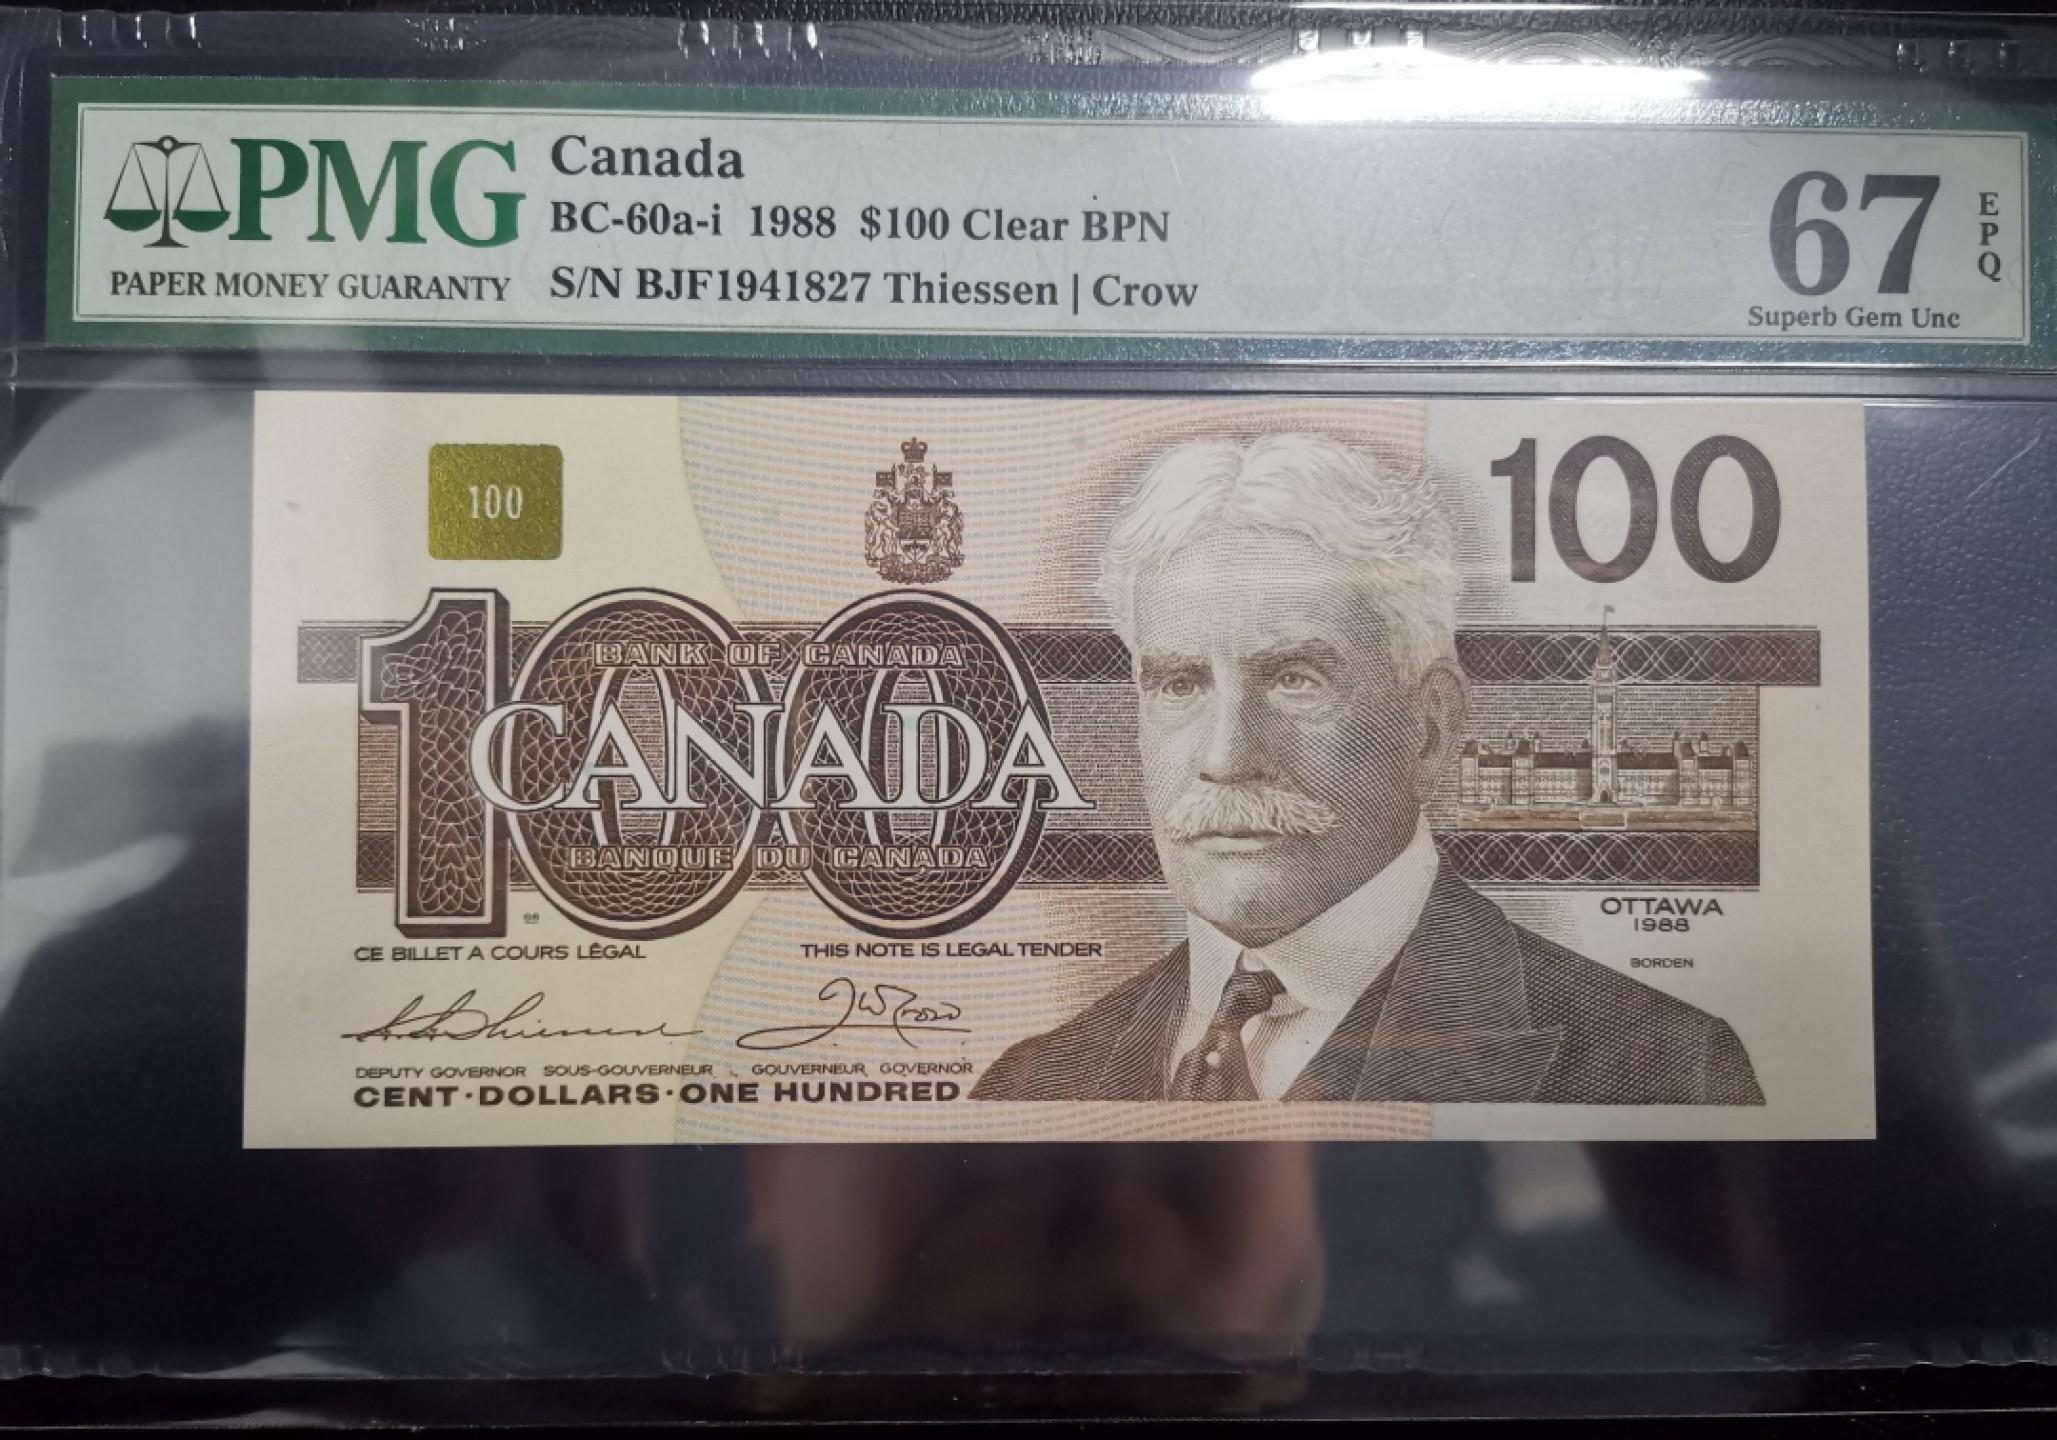 PMG
PAPER MONEY GUARANTY
Canada
BC-60a-i 1988 $100 Clear BPN
S/N BJF1941827 Thiessen | Crow
67
EPQ
Superb Gem Unc
100
100
100
BANK OF CANADA
CANADA
BANQUE DU CANADA
OTTAWA
1988
BORDEN
CE BILLET A COURS LÉGAL
THIS NOTE IS LEGAL TENDER
DEPUTY GOVERNOR SOUS-GOUVERNEUR
GOUVERNEUR GOVERNOR
CENT·DOLLARS·ONE HUNDRED